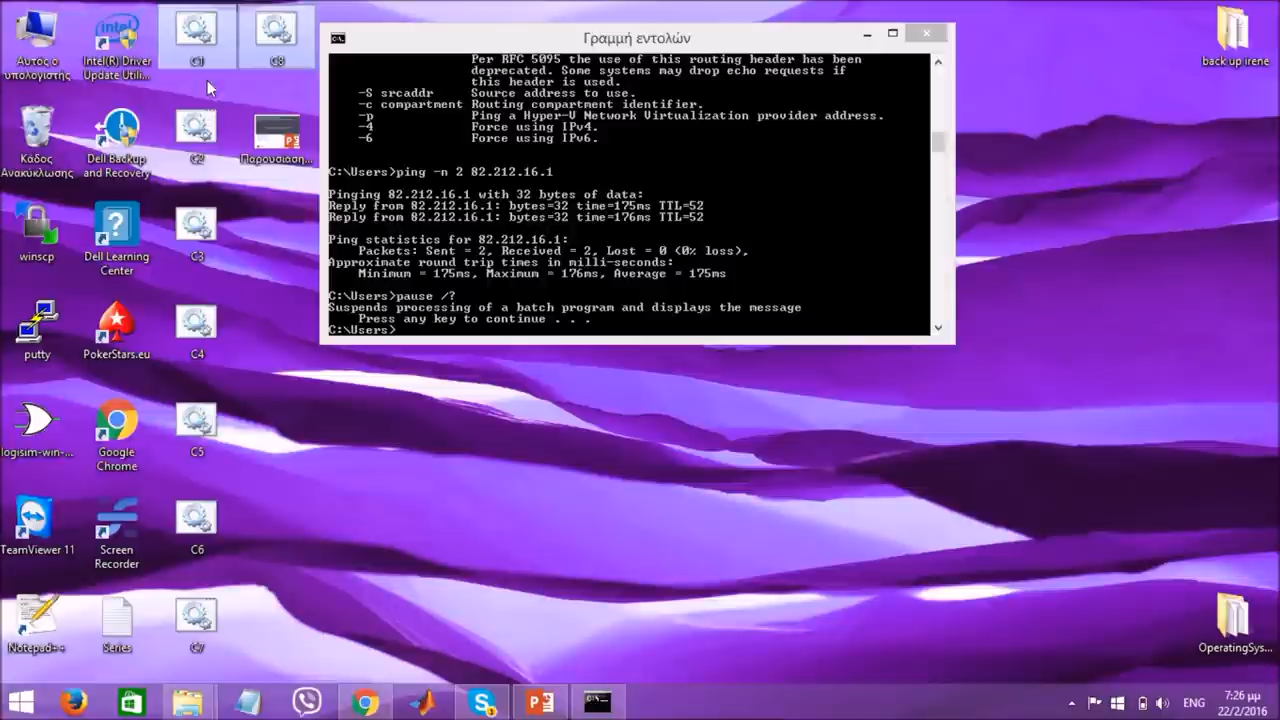 Αυτος ο
υπολογιστής
Intel(R) Driver
Update Utili...
C1
C8
Κάδος
Ανακύκλωσης
Dell Backup
and Recovery
C2
Παρουσιαση...
winscp
Dell Learning
Center
C3
putty
PokerStars.eu
C4
logisim-win-...
Google
Chrome
C5
TeamViewer 11
Screen
Recorder
C6
Notepad++
Series
C7
Γραμμή εντολών
Per RFC 5095 the use of this routing header has been
deprecated. Some systems may drop echo requests if
this header is used.
-S srcaddr Source address to use.
-c compartment Routing compartment identifier.
-p Ping a Hyper-V Network Virtualization provider address.
-4 Force using IPv4.
-6 Force using IPv6.
C:\Users>ping -n 2 82.212.16.1
Pinging 82.212.16.1 with 32 bytes of data:
Reply from 82.212.16.1: bytes=32 time=175ms TTL=52
Reply from 82.212.16.1: bytes=32 time=176ms TTL=52
Ping statistics for 82.212.16.1:
Packets: Sent = 2, Received = 2, Lost = 0 (0% loss),
Approximate round trip times in milli-seconds:
Minimum = 175ms, Maximum = 176ms, Average = 175ms
C:\Users>pause /?
Suspends processing of a batch program and displays the message
Press any key to continue . . .
C:\Users>
back up irene
OperatingSys...
ENG
7:26 μμ
22/2/2016